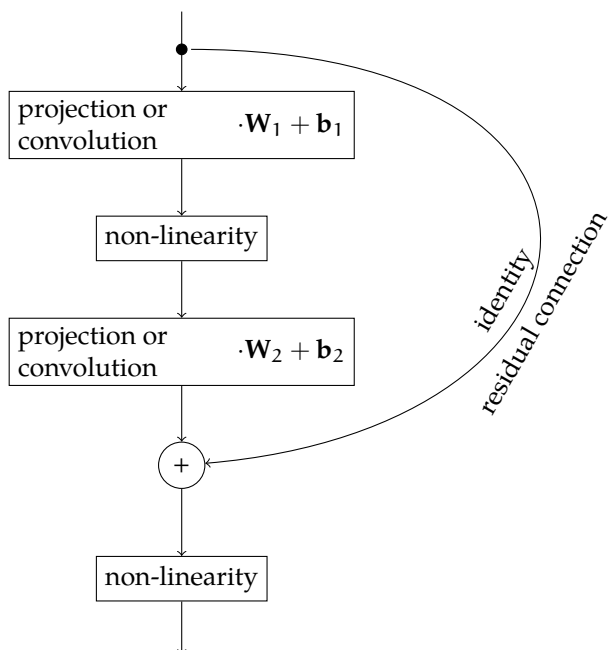 projection or
convolution
·W₁ + b₁
non-linearity
projection or
convolution
·W₂ + b₂
identity
residual connection
+
non-linearity